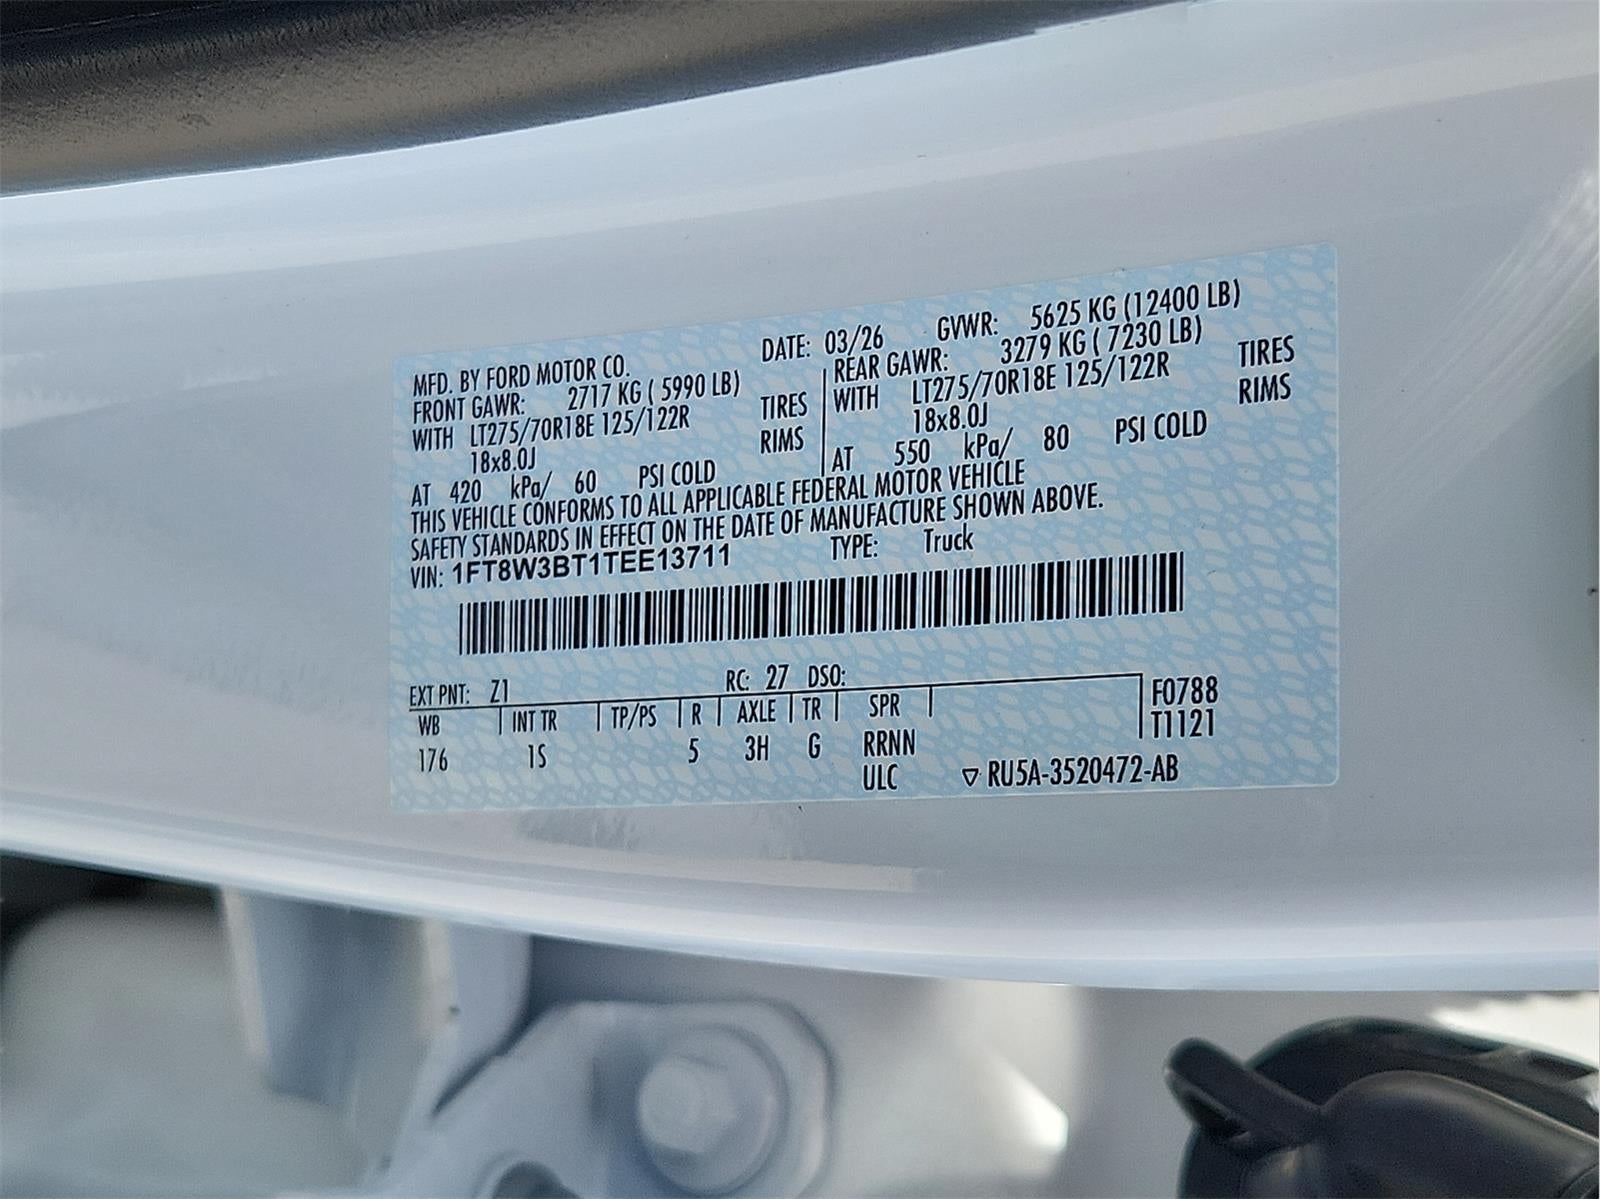 MFD. BY FORD MOTOR CO. DATE: 03/26 GVWR: 5625 KG (12400 LB)
FRONT GAWR: 2717 KG ( 5990 LB) REAR GAWR: 3279 KG ( 7230 LB)
WITH LT275/70R18E 125/122R TIRES WITH LT275/70R18E 125/122R TIRES
18x8.0J RIMS 18x8.0J RIMS
AT 420 kPa/ 60 PSI COLD AT 550 kPa/ 80 PSI COLD
THIS VEHICLE CONFORMS TO ALL APPLICABLE FEDERAL MOTOR VEHICLE
SAFETY STANDARDS IN EFFECT ON THE DATE OF MANUFACTURE SHOWN ABOVE.
VIN: 1FT8W3BT1TEE13711 TYPE: Truck
EXT PNT: Z1 RC: 27 DSO:
WB INT TR TP/PS R AXLE TR SPR F0788
176 1S 5 3H G RRNN T1121
ULC ▽ RU5A-3520472-AB